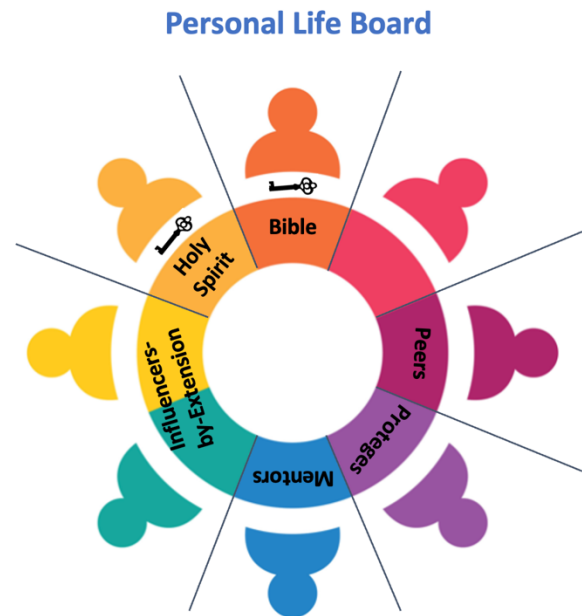 Personal Life Board
Bible
Holy
Spirit
Influencers-
by-Extension
Mentors
Proteges
Peers